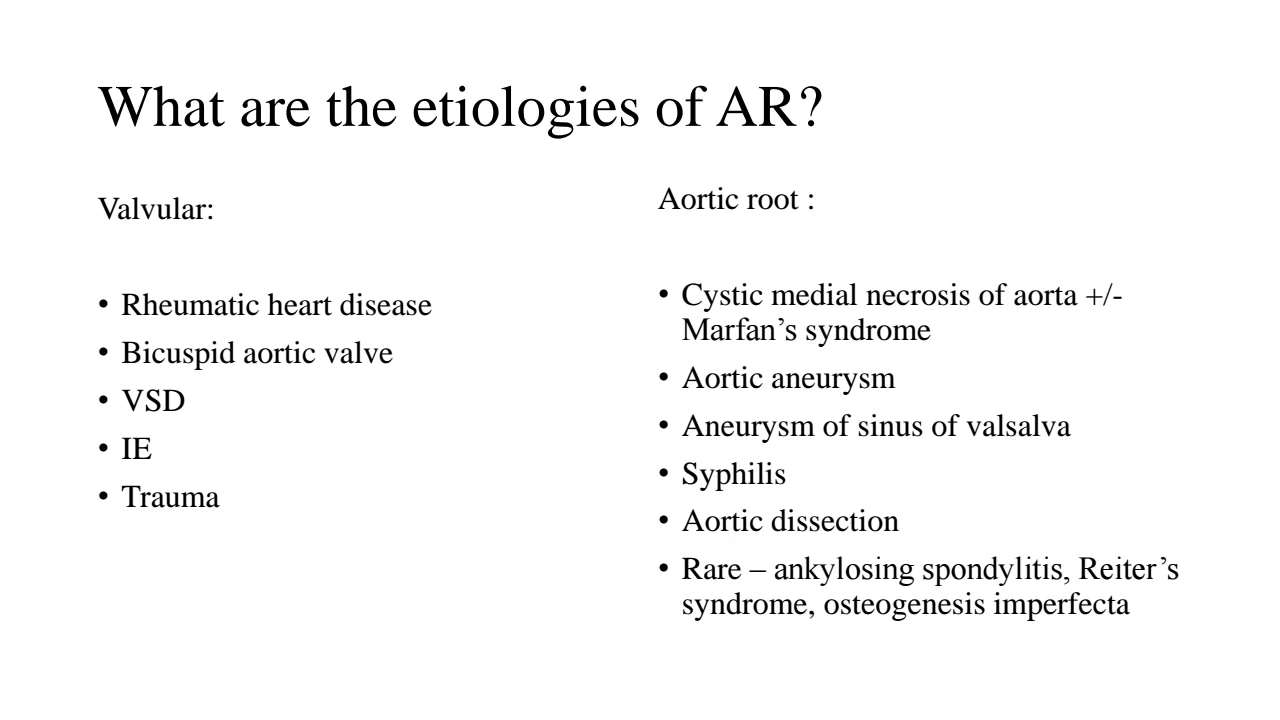 What are the etiologies of AR?
Valvular:
• Rheumatic heart disease
• Bicuspid aortic valve
• VSD
• IE
• Trauma
Aortic root :
• Cystic medial necrosis of aorta +/-
Marfan’s syndrome
• Aortic aneurysm
• Aneurysm of sinus of valsalva
• Syphilis
• Aortic dissection
• Rare – ankylosing spondylitis, Reiter’s
syndrome, osteogenesis imperfecta